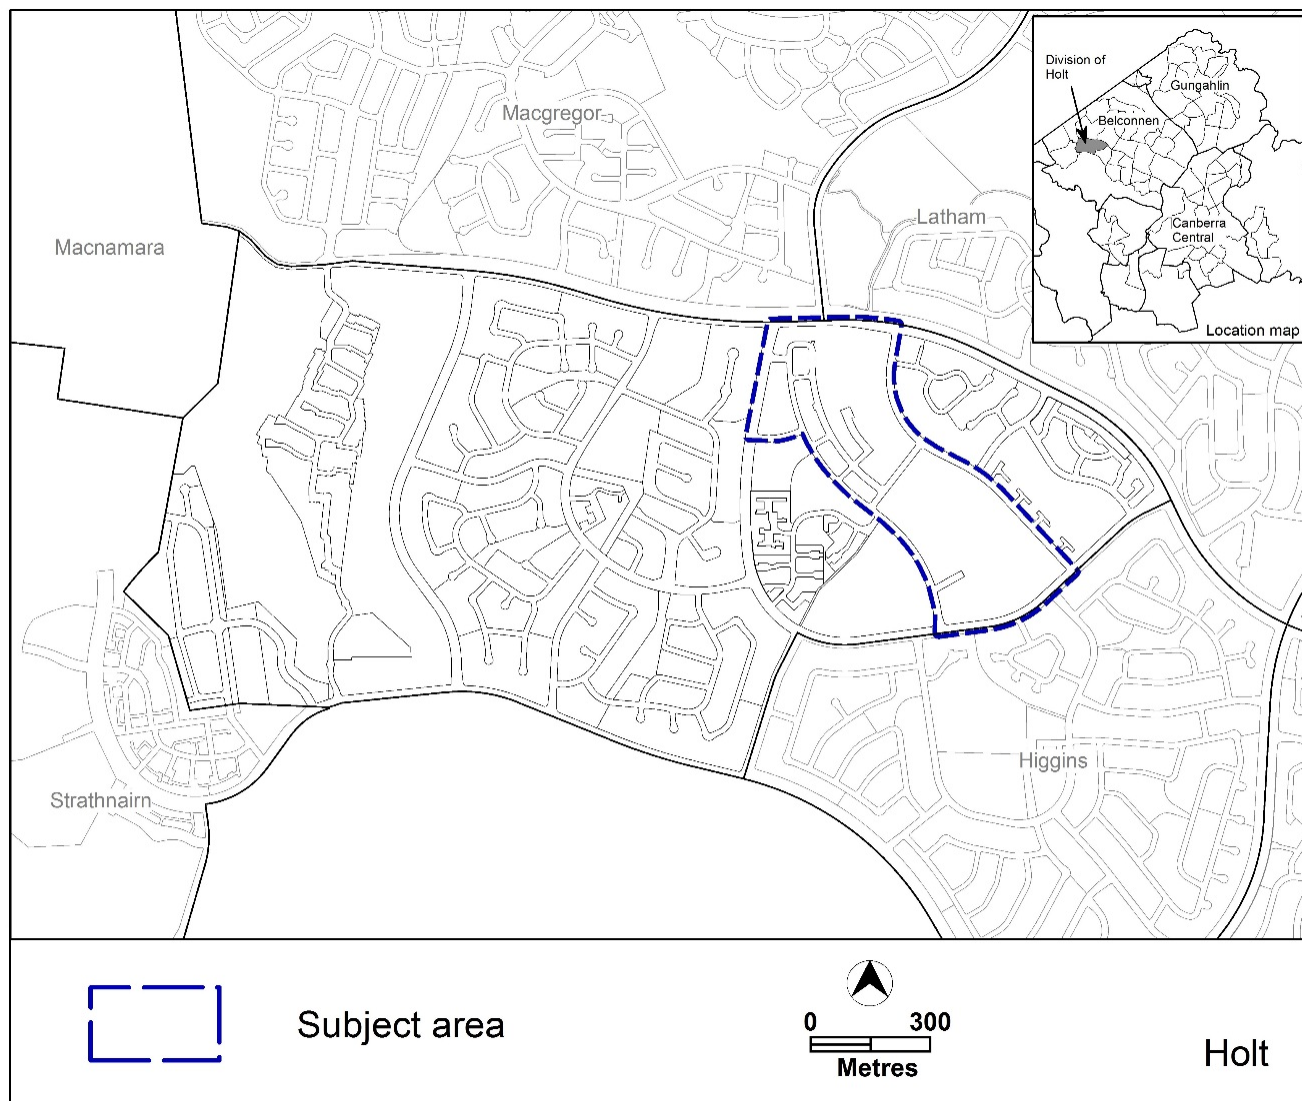 Division of
Holt
Gungahlin
Belconnen
Macgregor
Latham
Macnamara
Canberra
Central
Location map
Higgins
Strathnairn
Subject area
0 300
Metres
Holt